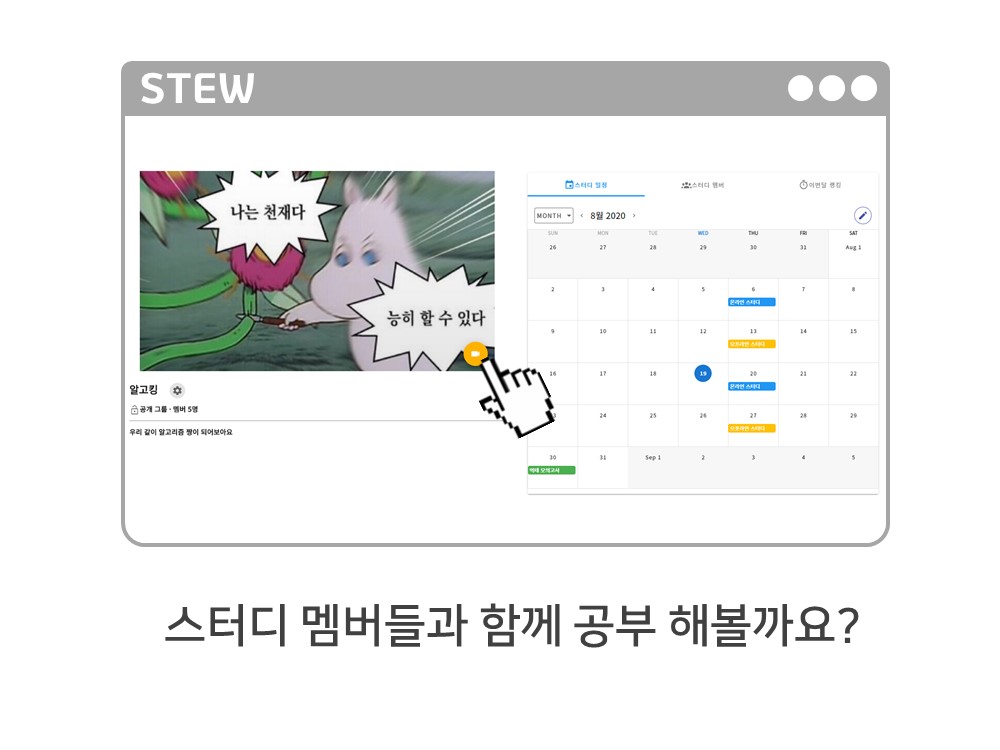 STEW
나는 천재다
능히 할 수 있다
알고킹
공개 그룹 · 멤버 5명
우리 같이 알고리즘 짱이 되어보아요
스터디 일정 스터디 멤버 이번달 랭킹
MONTH 8월 2020
SUN MON TUE WED THU FRI SAT
26 27 28 29 30 31 Aug 1
2 3 4 5 6 7 8
온라인 스터디
9 10 11 12 13 14 15
오프라인 스터디
16 17 18 19 20 21 22
온라인 스터디
24 25 26 27 28 29
오프라인 스터디
30 31 Sep 1 2 3 4 5
스터디 멤버들과 함께 공부 해볼까요?